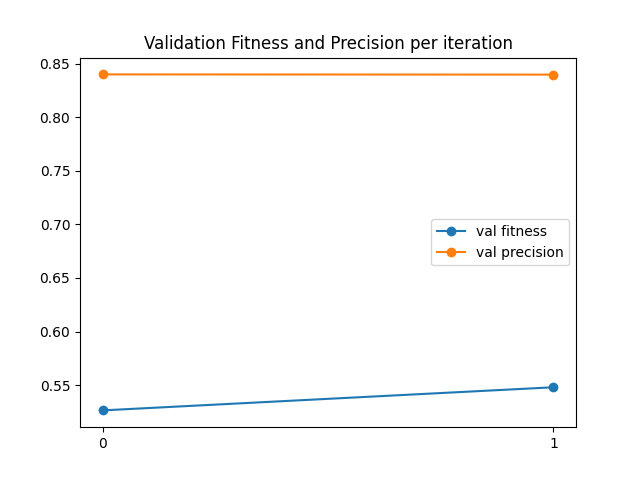 Validation Fitness and Precision per iteration
0.85
0.80
0.75
0.70
0.65
0.60
0.55
val fitness
val precision
0 1